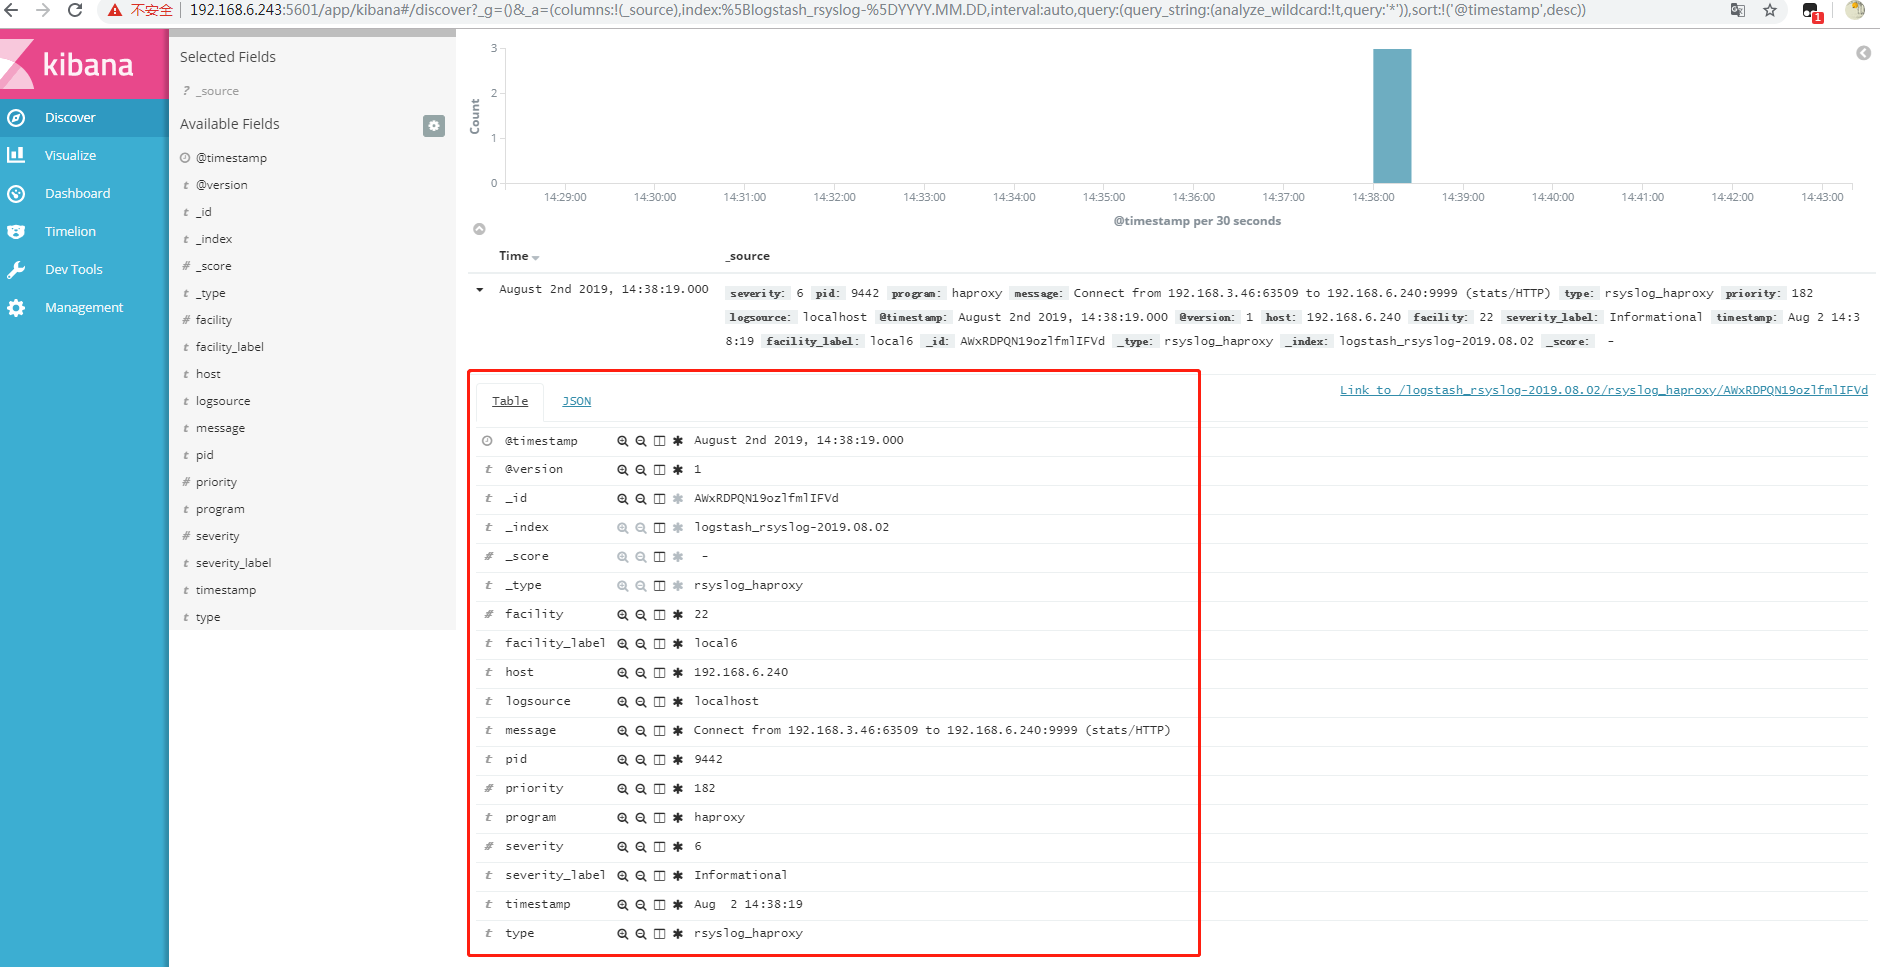 不安全 192.168.6.243:5601/app/kibana#/discover?_g=()&_a=(columns:!(_source),index:%5Blogstash_rsyslog-%5DYYYY.MM.DD,interval:auto,query:(query_string:(analyze_wildcard:!t,query:'*')),sort:!('@timestamp',desc))
1
kibana
Discover
Visualize
Dashboard
Timelion
Dev Tools
Management
Selected Fields
? _source
Available Fields
@timestamp
t @version
t _id
t _index
# _score
t _type
# facility
t facility_label
t host
t logsource
t message
t pid
# priority
t program
# severity
t severity_label
t timestamp
t type
Count
3
2
1
0
14:29:00 14:30:00 14:31:00 14:32:00 14:33:00 14:34:00 14:35:00 14:36:00 14:37:00 14:38:00 14:39:00 14:40:00 14:41:00 14:42:00 14:43:00
@timestamp per 30 seconds
Time _source
August 2nd 2019, 14:38:19.000 severity: 6 pid: 9442 program: haproxy message: Connect from 192.168.3.46:63509 to 192.168.6.240:9999 (stats/HTTP) type: rsyslog_haproxy priority: 182
logsource: localhost @timestamp: August 2nd 2019, 14:38:19.000 @version: 1 host: 192.168.6.240 facility: 22 severity_label: Informational timestamp: Aug 2 14:3
8:19 facility_label: local6 _id: AWxRDPQN19ozlfmlIFVd _type: rsyslog_haproxy _index: logstash_rsyslog-2019.08.02 _score: -
Table JSON
Link to /logstash_rsyslog-2019.08.02/rsyslog_haproxy/AWxRDPQN19ozlfmlIFVd
@timestamp August 2nd 2019, 14:38:19.000
t @version 1
t _id AWxRDPQN19ozlfmlIFVd
t _index logstash_rsyslog-2019.08.02
# _score -
t _type rsyslog_haproxy
# facility 22
t facility_label local6
t host 192.168.6.240
t logsource localhost
t message Connect from 192.168.3.46:63509 to 192.168.6.240:9999 (stats/HTTP)
t pid 9442
# priority 182
t program haproxy
# severity 6
t severity_label Informational
t timestamp Aug  2 14:38:19
t type rsyslog_haproxy